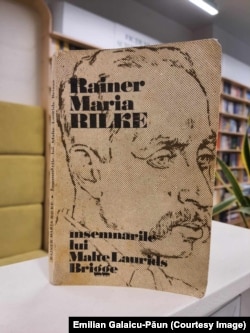 Rainer
Maria
RILKE
însemnările
lui
Malte Laurids
Brigge
Emilian Galaicu-Păun (Courtesy Image)